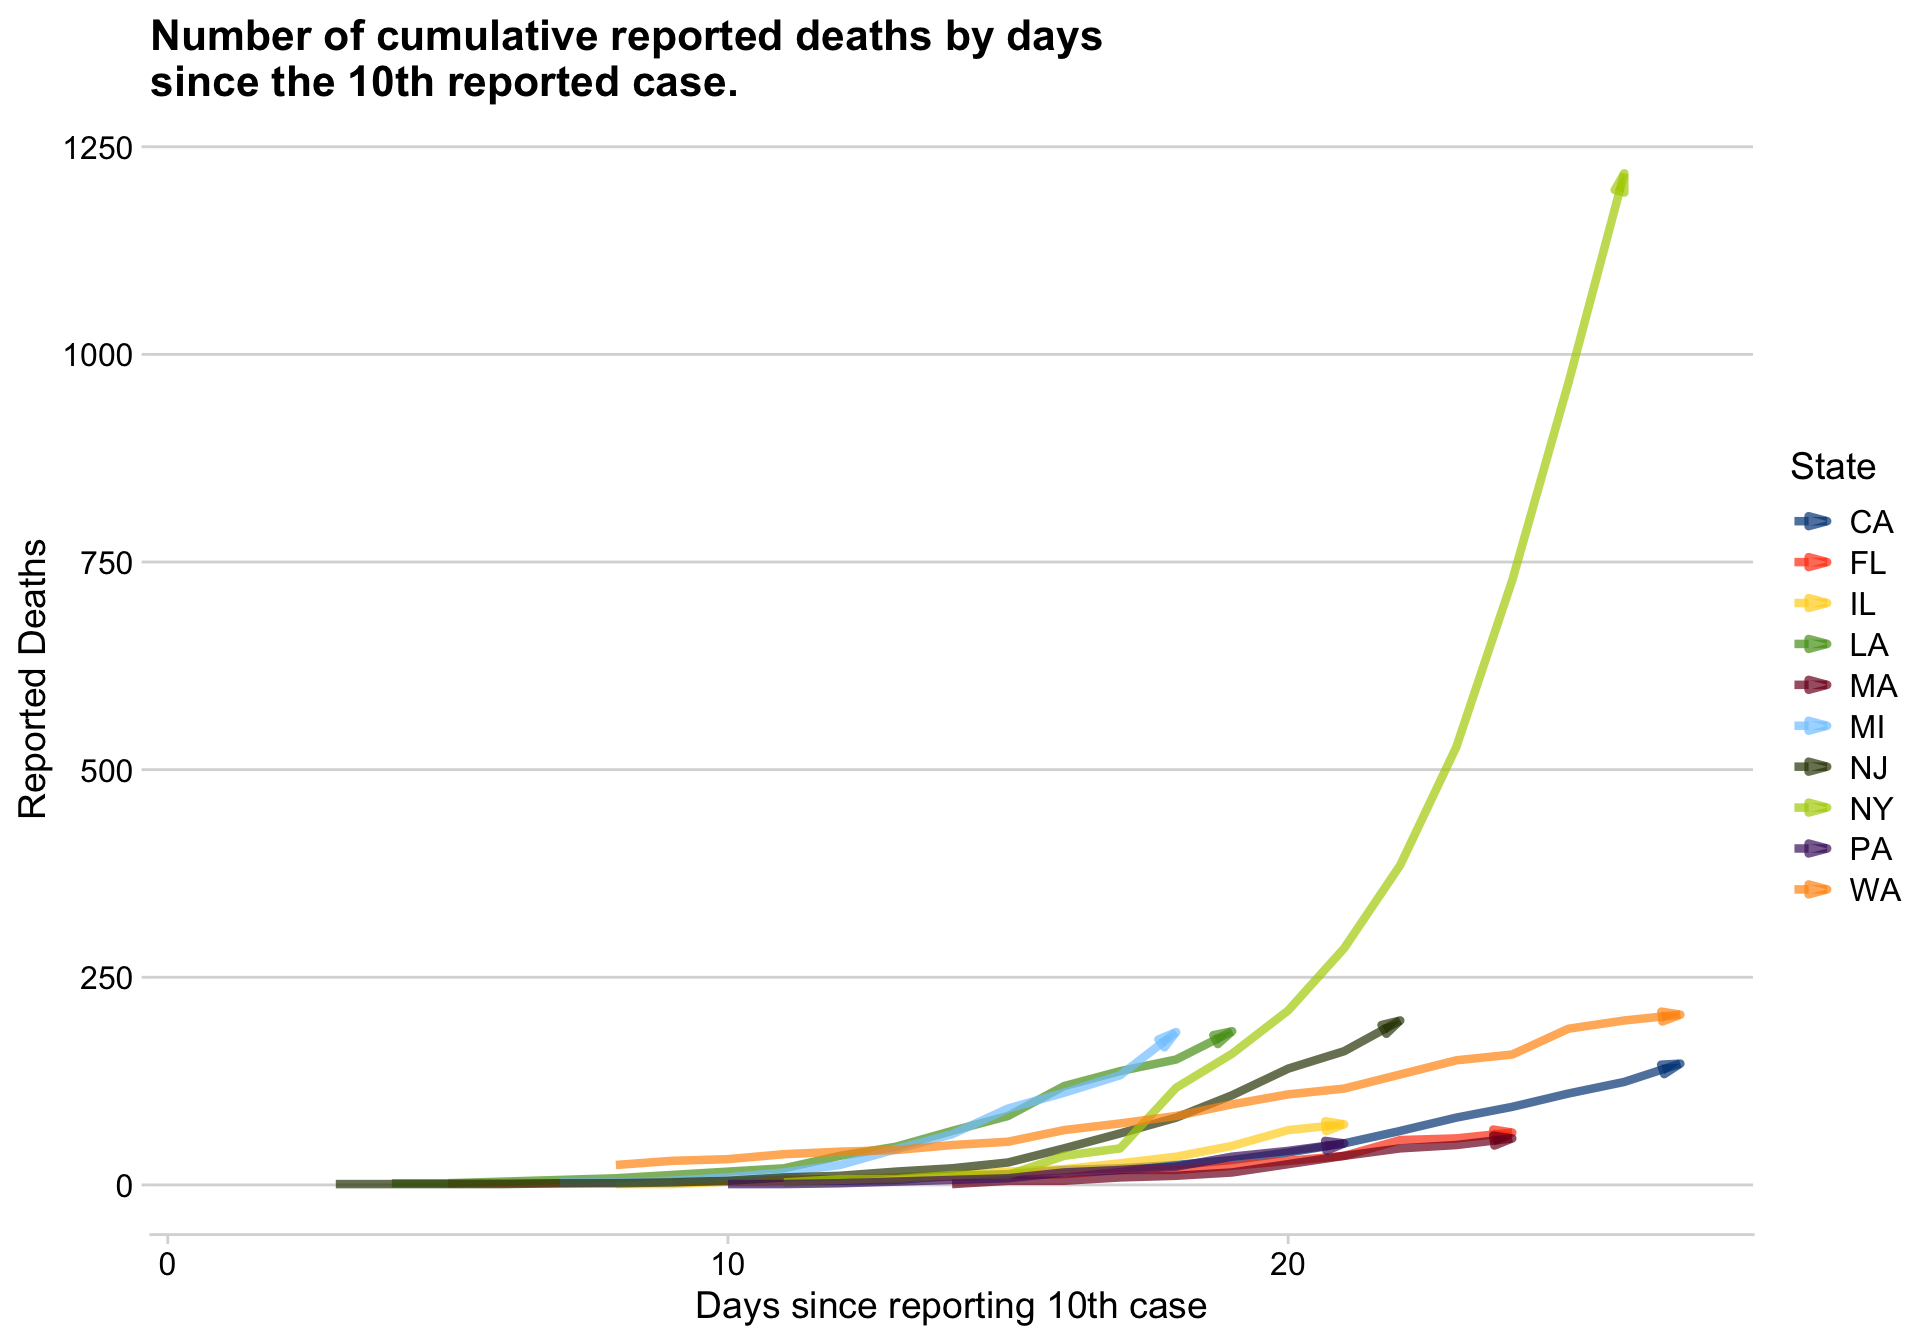 Number of cumulative reported deaths by days
since the 10th reported case.
1250
1000
750
500
250
0
Reported Deaths
0 10 20
Days since reporting 10th case
State
CA
FL
IL
LA
MA
MI
NJ
NY
PA
WA